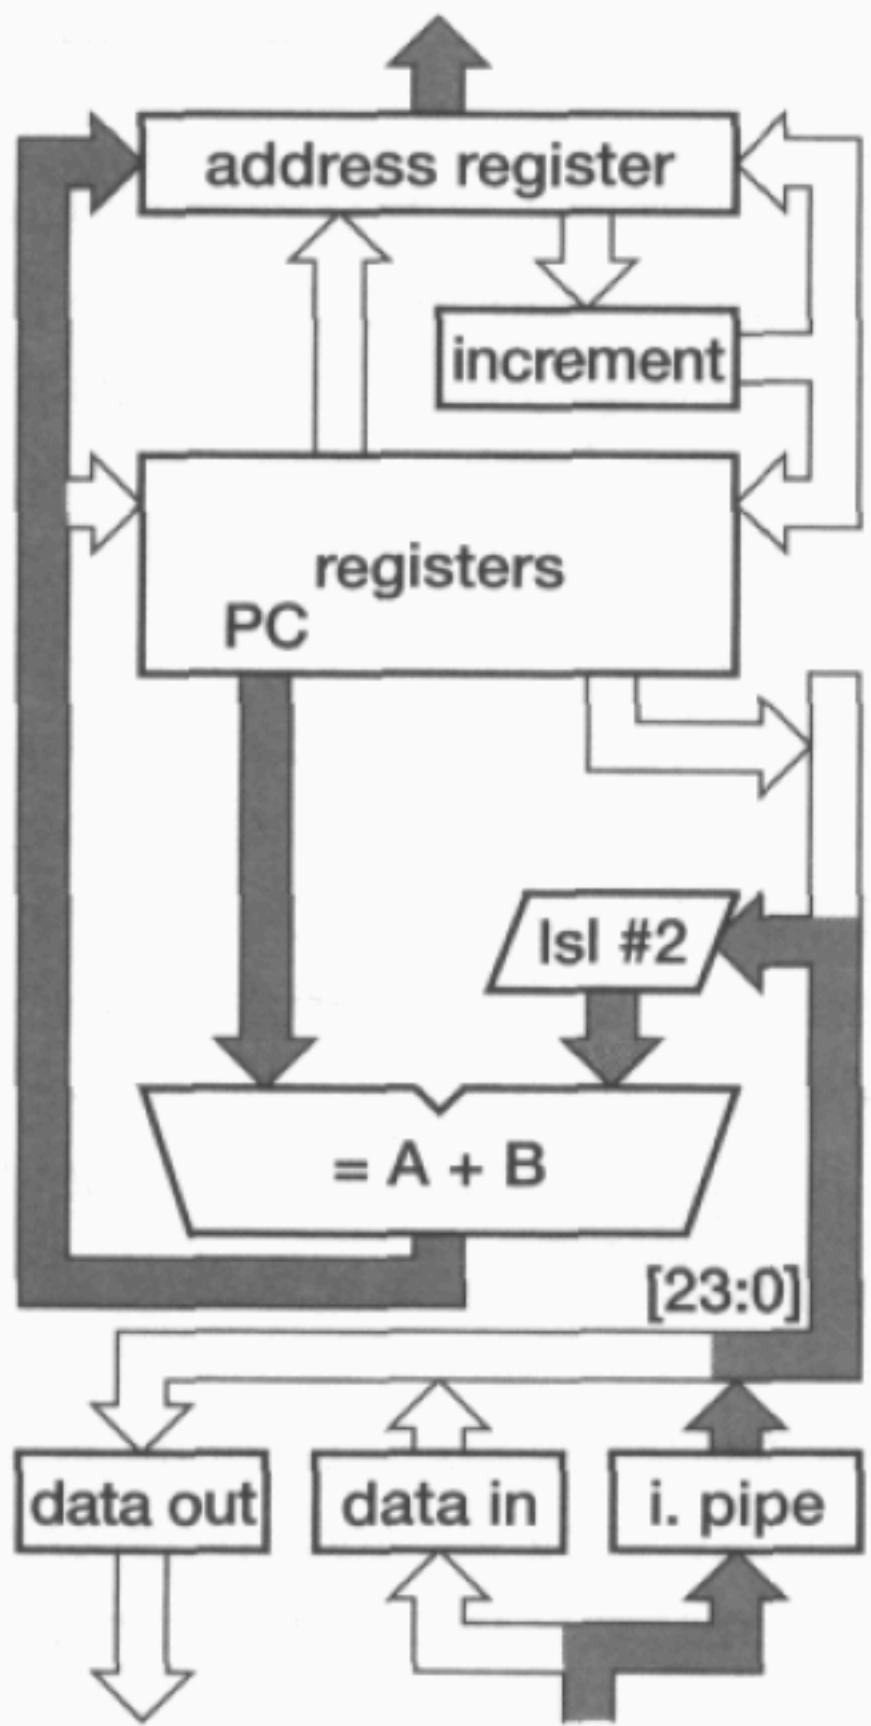 address register
increment
registers
PC
lsl #2
= A + B
[23:0]
data out
data in
i. pipe